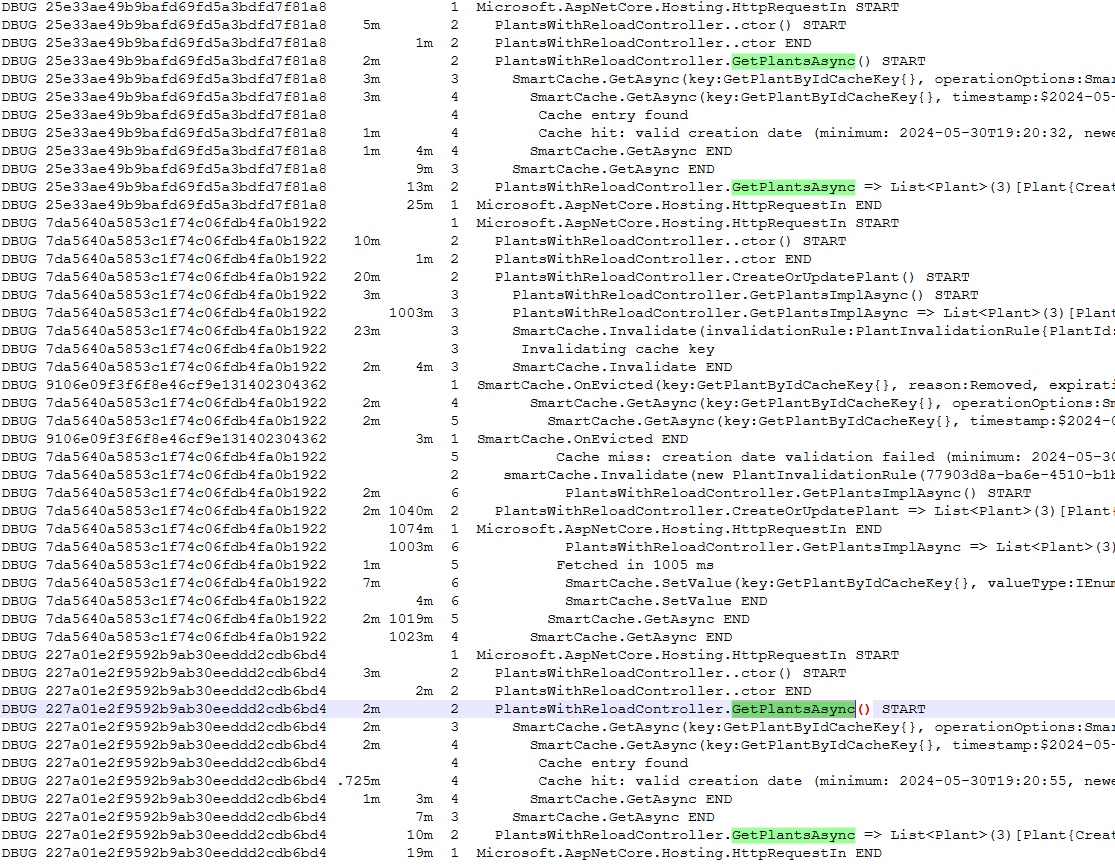 DBUG 25e33ae49b9bafd69fd5a3bdfd7f81a8 1 Microsoft.AspNetCore.Hosting.HttpRequestIn START
DBUG 25e33ae49b9bafd69fd5a3bdfd7f81a8 5m 2 PlantsWithReloadController..ctor() START
DBUG 25e33ae49b9bafd69fd5a3bdfd7f81a8 1m 2 PlantsWithReloadController..ctor END
DBUG 25e33ae49b9bafd69fd5a3bdfd7f81a8 2m 2 PlantsWithReloadController.GetPlantsAsync() START
DBUG 25e33ae49b9bafd69fd5a3bdfd7f81a8 3m 3 SmartCache.GetAsync(key:GetPlantByIdCacheKey{}, operationOptions:Smar
DBUG 25e33ae49b9bafd69fd5a3bdfd7f81a8 3m 4 SmartCache.GetAsync(key:GetPlantByIdCacheKey{}, timestamp:$2024-05-
DBUG 25e33ae49b9bafd69fd5a3bdfd7f81a8 4 Cache entry found
DBUG 25e33ae49b9bafd69fd5a3bdfd7f81a8 1m 4 Cache hit: valid creation date (minimum: 2024-05-30T19:20:32, newe
DBUG 25e33ae49b9bafd69fd5a3bdfd7f81a8 1m 4m 4 SmartCache.GetAsync END
DBUG 25e33ae49b9bafd69fd5a3bdfd7f81a8 9m 3 SmartCache.GetAsync END
DBUG 25e33ae49b9bafd69fd5a3bdfd7f81a8 13m 2 PlantsWithReloadController.GetPlantsAsync => List<Plant>(3)[Plant{Creat
DBUG 25e33ae49b9bafd69fd5a3bdfd7f81a8 25m 1 Microsoft.AspNetCore.Hosting.HttpRequestIn END
DBUG 7da5640a5853c1f74c06fdb4fa0b1922 1 Microsoft.AspNetCore.Hosting.HttpRequestIn START
DBUG 7da5640a5853c1f74c06fdb4fa0b1922 10m 2 PlantsWithReloadController..ctor() START
DBUG 7da5640a5853c1f74c06fdb4fa0b1922 1m 2 PlantsWithReloadController..ctor END
DBUG 7da5640a5853c1f74c06fdb4fa0b1922 20m 2 PlantsWithReloadController.CreateOrUpdatePlant() START
DBUG 7da5640a5853c1f74c06fdb4fa0b1922 3m 3 PlantsWithReloadController.GetPlantsImplAsync() START
DBUG 7da5640a5853c1f74c06fdb4fa0b1922 1003m 3 PlantsWithReloadController.GetPlantsImplAsync => List<Plant>(3)[Plant
DBUG 7da5640a5853c1f74c06fdb4fa0b1922 23m 3 SmartCache.Invalidate(invalidationRule:PlantInvalidationRule{PlantId:
DBUG 7da5640a5853c1f74c06fdb4fa0b1922 3 Invalidating cache key
DBUG 7da5640a5853c1f74c06fdb4fa0b1922 2m 4m 3 SmartCache.Invalidate END
DBUG 9106e09f3f6f8e46cf9e131402304362 1 SmartCache.OnEvicted(key:GetPlantByIdCacheKey{}, reason:Removed, expirati
DBUG 7da5640a5853c1f74c06fdb4fa0b1922 2m 4 SmartCache.GetAsync(key:GetPlantByIdCacheKey{}, operationOptions:Sm
DBUG 7da5640a5853c1f74c06fdb4fa0b1922 2m 5 SmartCache.GetAsync(key:GetPlantByIdCacheKey{}, timestamp:$2024-0
DBUG 9106e09f3f6f8e46cf9e131402304362 3m 1 SmartCache.OnEvicted END
DBUG 7da5640a5853c1f74c06fdb4fa0b1922 5 Cache miss: creation date validation failed (minimum: 2024-05-30
DBUG 7da5640a5853c1f74c06fdb4fa0b1922 2 smartCache.Invalidate(new PlantInvalidationRule(77903d8a-ba6e-4510-b1b
DBUG 7da5640a5853c1f74c06fdb4fa0b1922 2m 6 PlantsWithReloadController.GetPlantsImplAsync() START
DBUG 7da5640a5853c1f74c06fdb4fa0b1922 2m 1040m 2 PlantsWithReloadController.CreateOrUpdatePlant => List<Plant>(3)[Plant{
DBUG 7da5640a5853c1f74c06fdb4fa0b1922 1074m 1 Microsoft.AspNetCore.Hosting.HttpRequestIn END
DBUG 7da5640a5853c1f74c06fdb4fa0b1922 1003m 6 PlantsWithReloadController.GetPlantsImplAsync => List<Plant>(3)
DBUG 7da5640a5853c1f74c06fdb4fa0b1922 1m 5 Fetched in 1005 ms
DBUG 7da5640a5853c1f74c06fdb4fa0b1922 7m 6 SmartCache.SetValue(key:GetPlantByIdCacheKey{}, valueType:IEnum
DBUG 7da5640a5853c1f74c06fdb4fa0b1922 4m 6 SmartCache.SetValue END
DBUG 7da5640a5853c1f74c06fdb4fa0b1922 2m 1019m 5 SmartCache.GetAsync END
DBUG 7da5640a5853c1f74c06fdb4fa0b1922 1023m 4 SmartCache.GetAsync END
DBUG 227a01e2f9592b9ab30eeddd2cdb6bd4 1 Microsoft.AspNetCore.Hosting.HttpRequestIn START
DBUG 227a01e2f9592b9ab30eeddd2cdb6bd4 3m 2 PlantsWithReloadController..ctor() START
DBUG 227a01e2f9592b9ab30eeddd2cdb6bd4 2m 2 PlantsWithReloadController..ctor END
DBUG 227a01e2f9592b9ab30eeddd2cdb6bd4 2m 2 PlantsWithReloadController.GetPlantsAsync() START
DBUG 227a01e2f9592b9ab30eeddd2cdb6bd4 2m 3 SmartCache.GetAsync(key:GetPlantByIdCacheKey{}, operationOptions:Smar
DBUG 227a01e2f9592b9ab30eeddd2cdb6bd4 2m 4 SmartCache.GetAsync(key:GetPlantByIdCacheKey{}, timestamp:$2024-05-
DBUG 227a01e2f9592b9ab30eeddd2cdb6bd4 4 Cache entry found
DBUG 227a01e2f9592b9ab30eeddd2cdb6bd4 .725m 4 Cache hit: valid creation date (minimum: 2024-05-30T19:20:55, newe
DBUG 227a01e2f9592b9ab30eeddd2cdb6bd4 1m 3m 4 SmartCache.GetAsync END
DBUG 227a01e2f9592b9ab30eeddd2cdb6bd4 7m 3 SmartCache.GetAsync END
DBUG 227a01e2f9592b9ab30eeddd2cdb6bd4 10m 2 PlantsWithReloadController.GetPlantsAsync => List<Plant>(3)[Plant{Creat
DBUG 227a01e2f9592b9ab30eeddd2cdb6bd4 19m 1 Microsoft.AspNetCore.Hosting.HttpRequestIn END